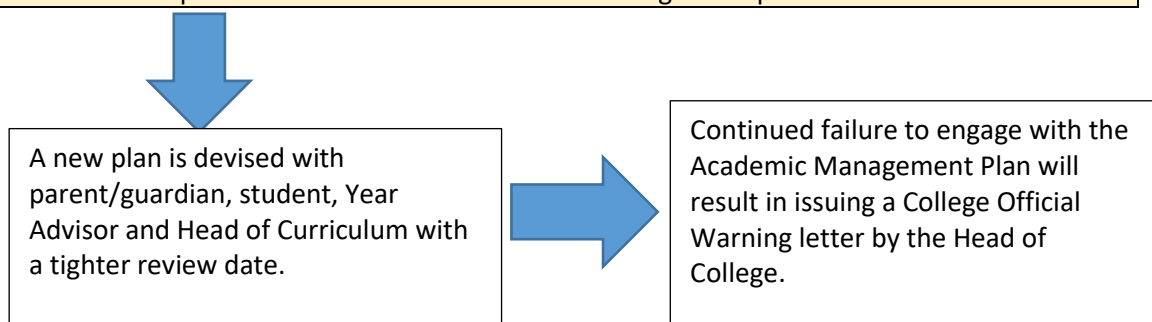 A new plan is devised with
parent/guardian, student, Year
Advisor and Head of Curriculum with
a tighter review date.
Continued failure to engage with the
Academic Management Plan will
result in issuing a College Official
Warning letter by the Head of
College.